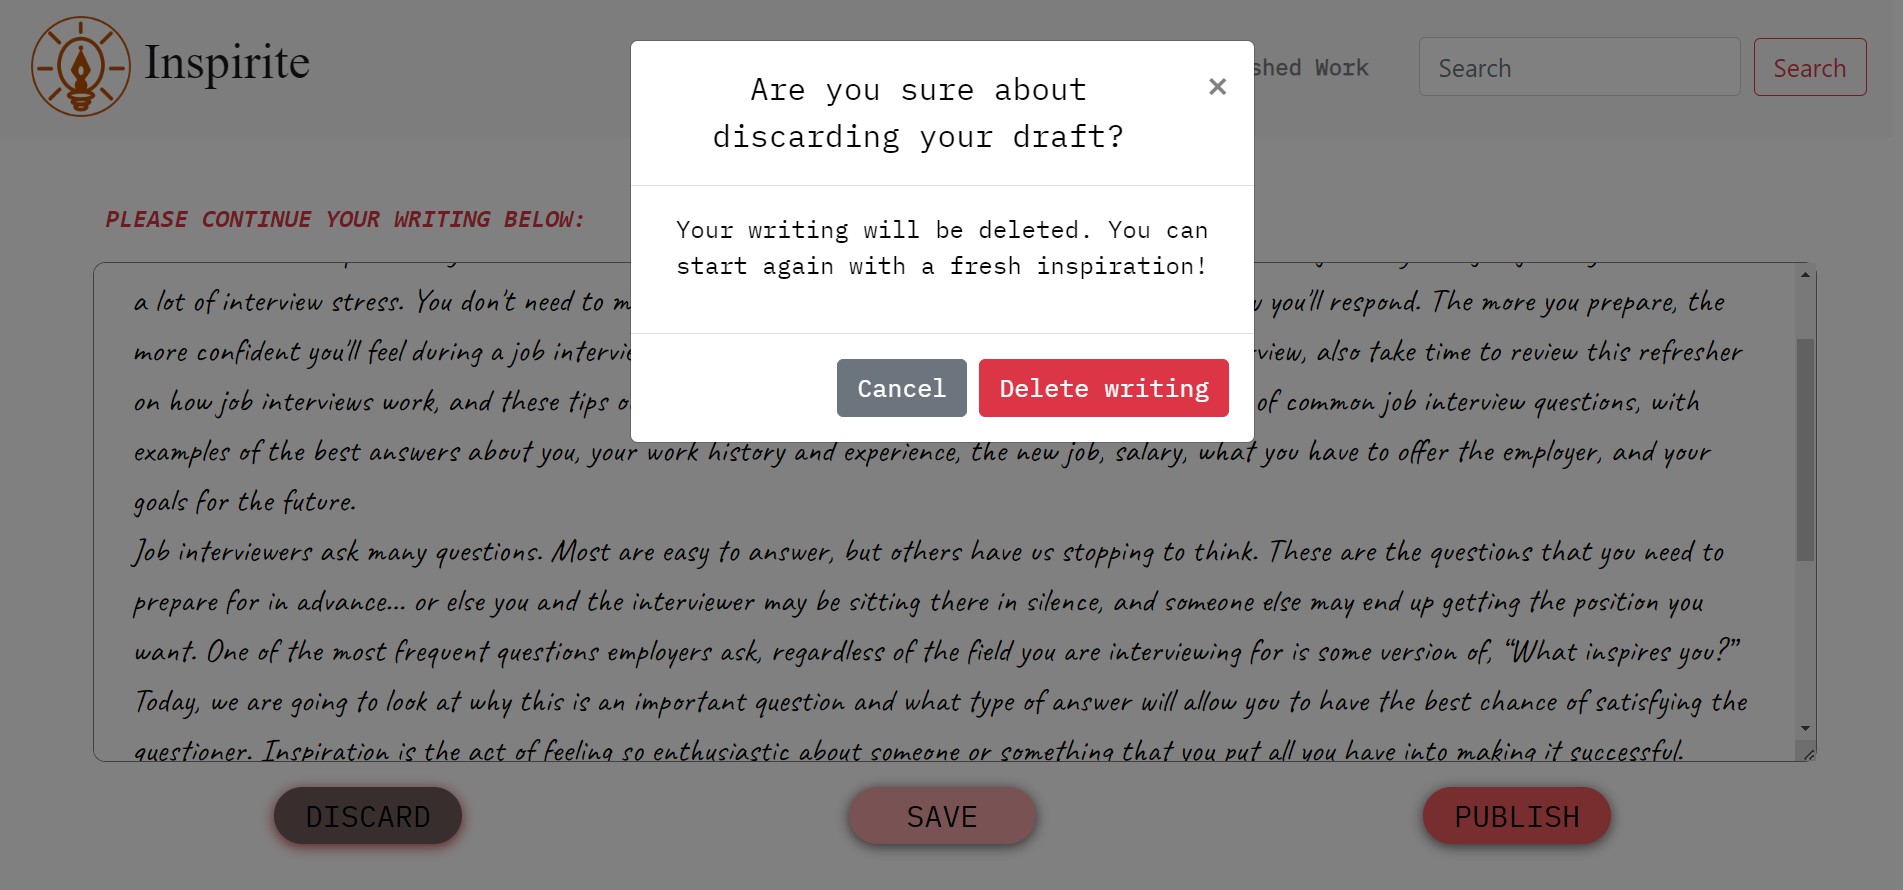 Inspirite
shed Work
Search
Search
Are you sure about
discarding your draft?
×
Your writing will be deleted. You can
start again with a fresh inspiration!
Cancel
Delete writing
PLEASE CONTINUE YOUR WRITING BELOW:
a lot of interview stress. You don't need to m you'll respond. The more you prepare, the
more confident you'll feel during a job intervie view, also take time to review this refresher
on how job interviews work, and these tips of common job interview questions, with
examples of the best answers about you, your work history and experience, the new job, salary, what you have to offer the employer, and your
goals for the future.
Job interviewers ask many questions. Most are easy to answer, but others have us stopping to think. These are the questions that you need to
prepare for in advance... or else you and the interviewer may be sitting there in silence, and someone else may end up getting the position you
want. One of the most frequent questions employers ask, regardless of the field you are interviewing for is some version of, “What inspires you?”
Today, we are going to look at why this is an important question and what type of answer will allow you to have the best chance of satisfying the
questioner. Inspiration is the act of feeling so enthusiastic about someone or something that you put all you have into making it successful.
DISCARD
SAVE
PUBLISH